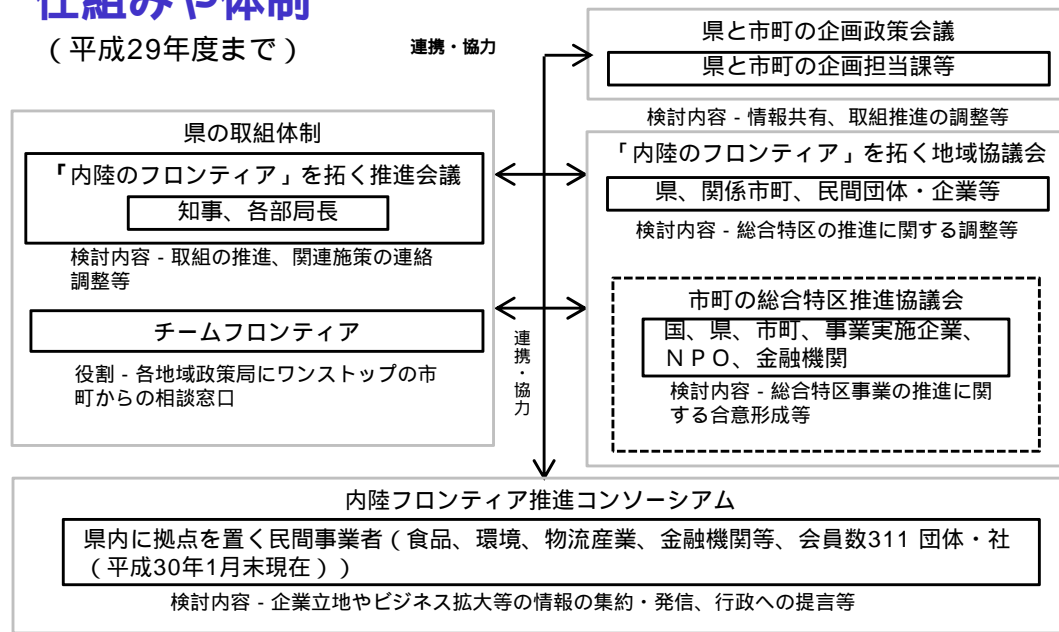 仕組みや体制
（平成29年度まで）
連携・協力
県と市町の企画政策会議
県と市町の企画担当課等
検討内容 - 情報共有、取組推進の調整等
県の取組体制
「内陸のフロンティア」を拓く推進会議
知事、各部局長
検討内容 - 取組の推進、関連施策の連絡
調整等
チームフロンティア
役割 - 各地域政策局にワンストップの市
町からの相談窓口
「内陸のフロンティア」を拓く地域協議会
県、関係市町、民間団体・企業等
検討内容 - 総合特区の推進に関する調整等
市町の総合特区推進協議会
国、県、市町、事業実施企業、
ＮＰＯ、金融機関
検討内容 - 総合特区事業の推進に関
する合意形成等
連携・協力
内陸フロンティア推進コンソーシアム
県内に拠点を置く民間事業者（食品、環境、物流産業、金融機関等、会員数311 団体・社
（平成30年1月末現在））
検討内容 - 企業立地やビジネス拡大等の情報の集約・発信、行政への提言等